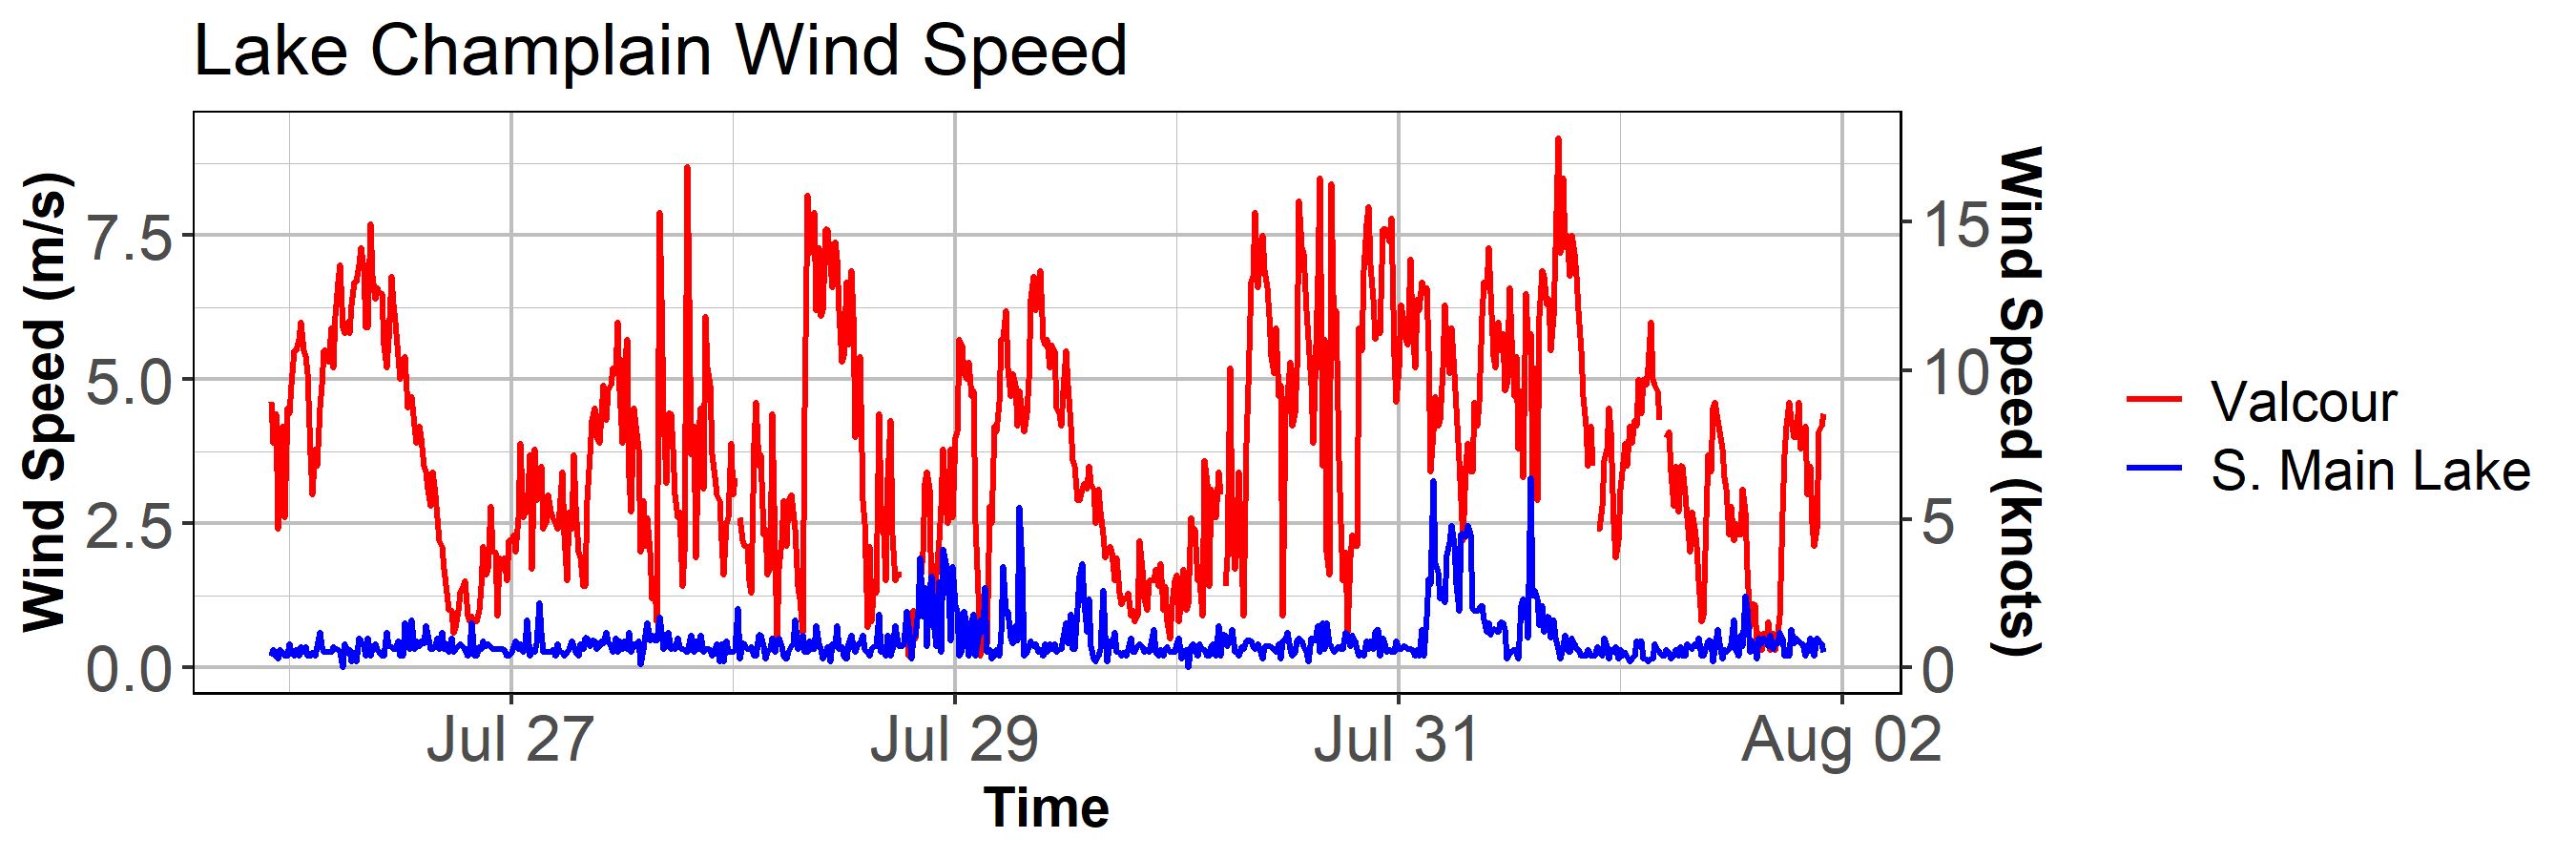 Lake Champlain Wind Speed
Wind Speed (m/s)
7.5
5.0
2.5
0.0
15
10
5
0
Wind Speed (knots)
Jul 27
Jul 29
Jul 31
Aug 02
Time
Valcour
S. Main Lake